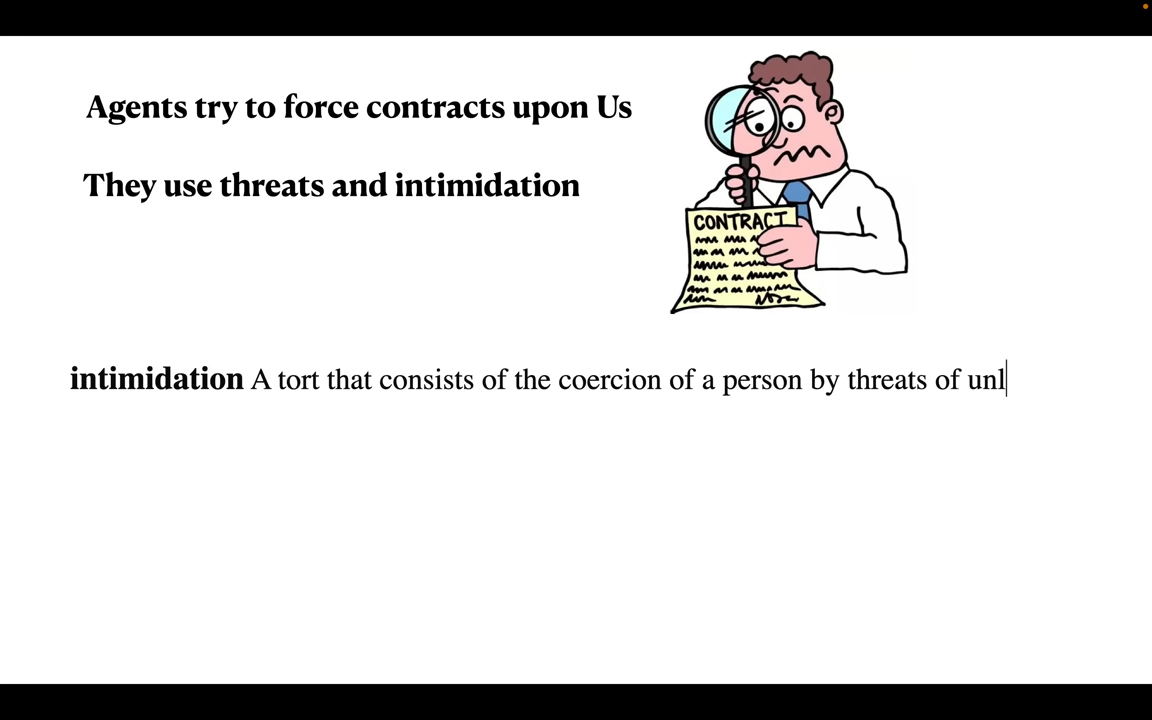 Agents try to force contracts upon Us
They use threats and intimidation
CONTRACT
intimidation A tort that consists of the coercion of a person by threats of unl